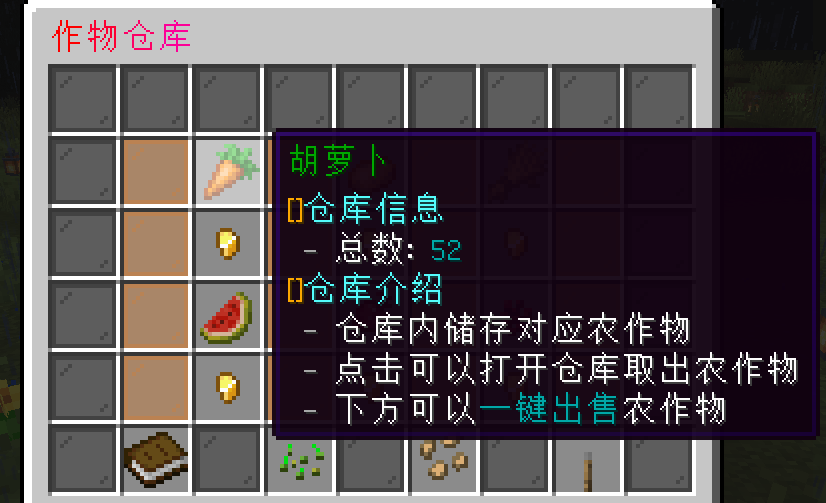 作物仓库
胡萝卜
[]仓库信息
- 总数: 52
[]仓库介绍
- 仓库内储存对应农作物
- 点击可以打开仓库取出农作物
- 下方可以一键出售农作物